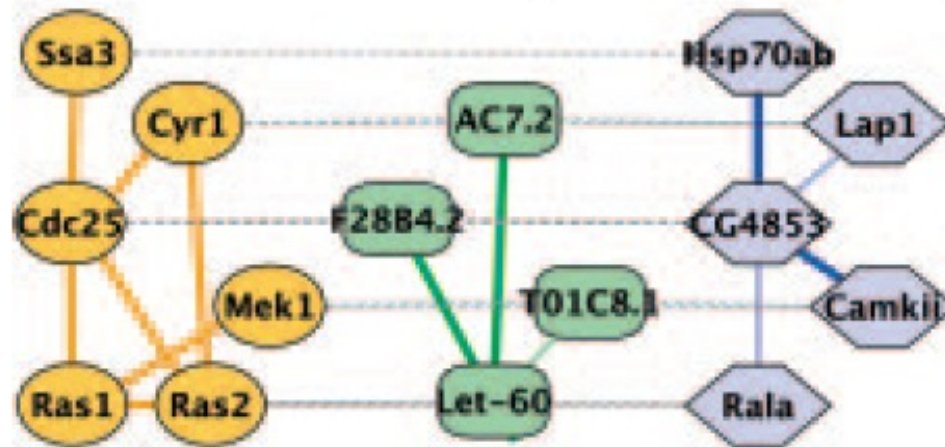 Ssa3
Hsp70ab
Cyr1
AC7.2
Lap1
Cdc25
F28B4.2
CG4853
Mek1
T01C8.1
Camkii
Ras1
Ras2
Let-60
Rala